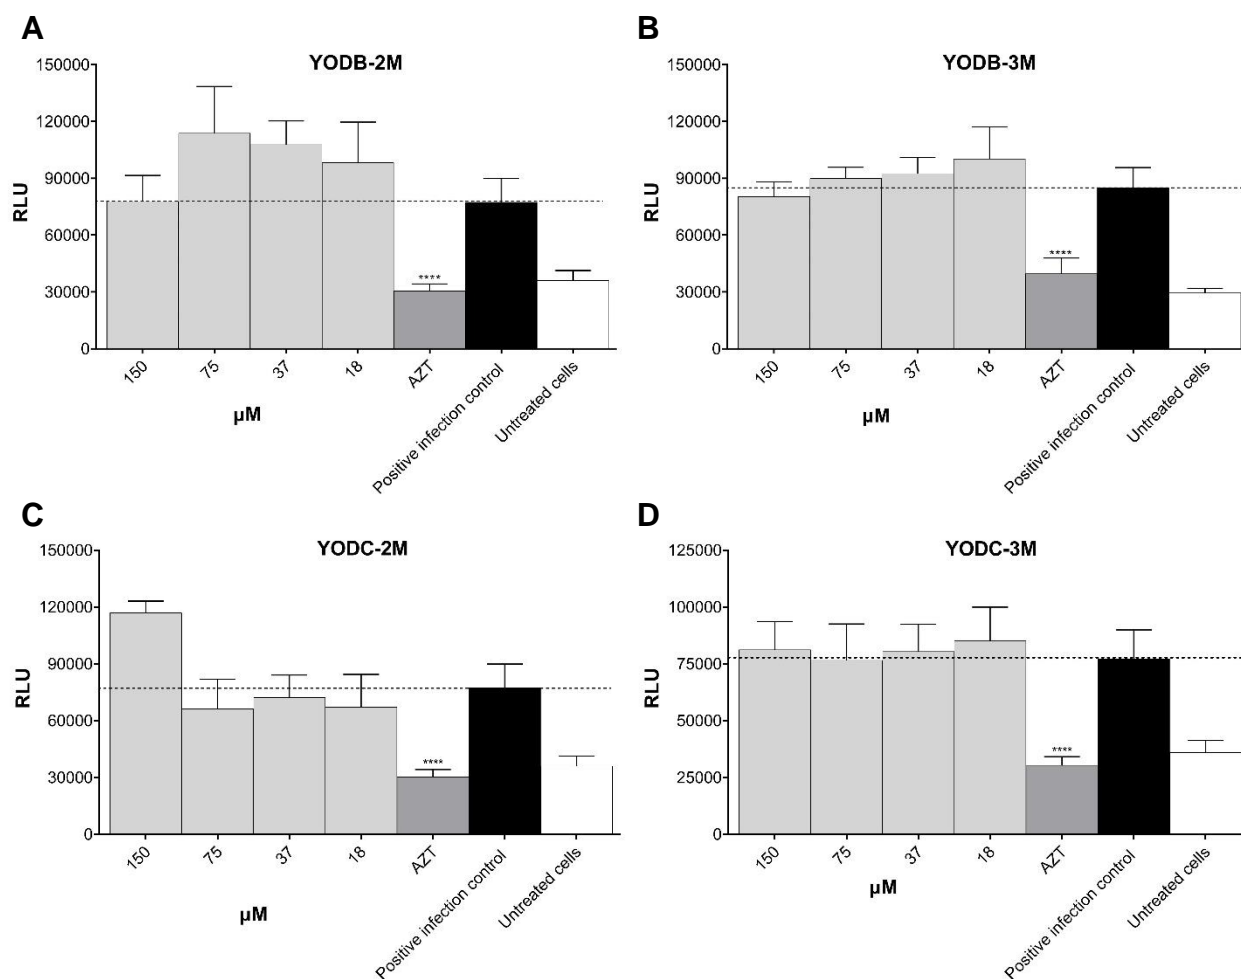 A
YODB-2M
150000
120000
90000
60000
30000
0
RLU
****
150
75
37
18
AZT
Positive infection control
Untreated cells
µM
B
YODB-3M
150000
120000
90000
60000
30000
0
RLU
****
150
75
37
18
AZT
Positive infection control
Untreated cells
µM
C
YODC-2M
150000
120000
90000
60000
30000
0
RLU
****
150
75
37
18
AZT
Positive infection control
Untreated cells
µM
D
YODC-3M
125000
100000
75000
50000
25000
0
RLU
****
150
75
37
18
AZT
Positive infection control
Untreated cells
µM